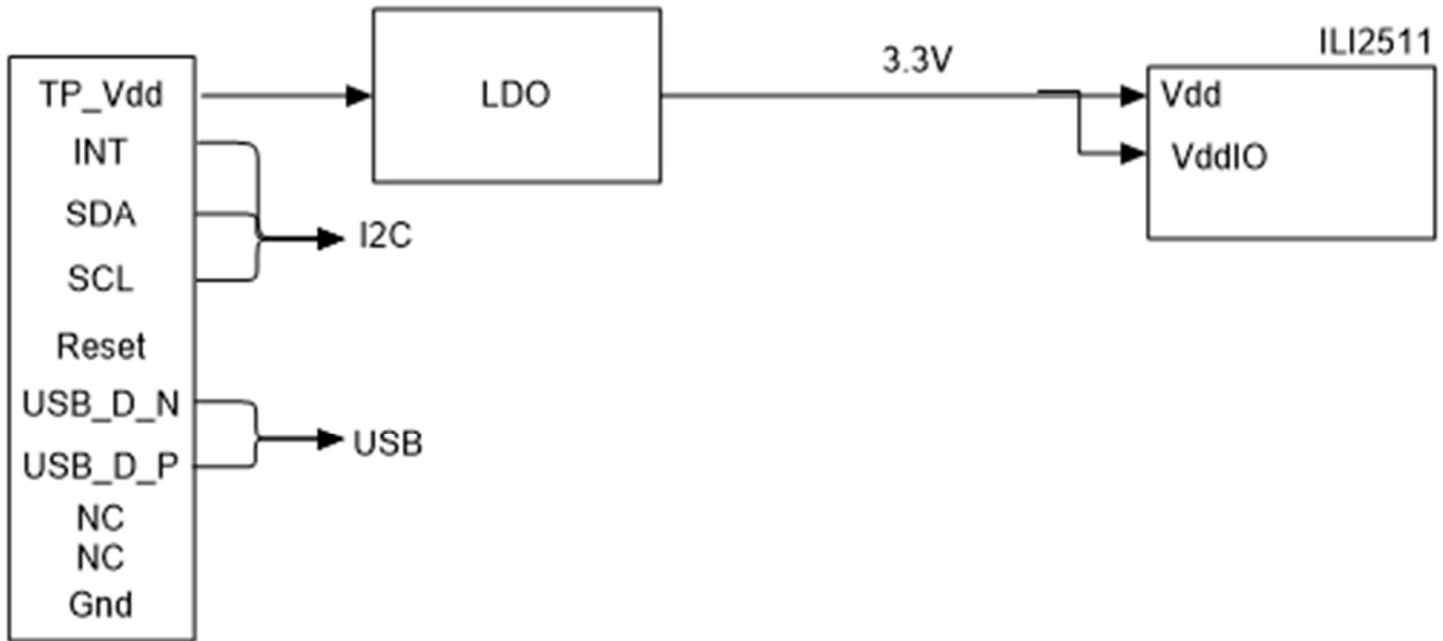 TP_Vdd
INT
SDA
SCL
Reset
USB_D_N
USB_D_P
NC
NC
Gnd
LDO
I2C
USB
3.3V
ILI2511
Vdd
VddIO